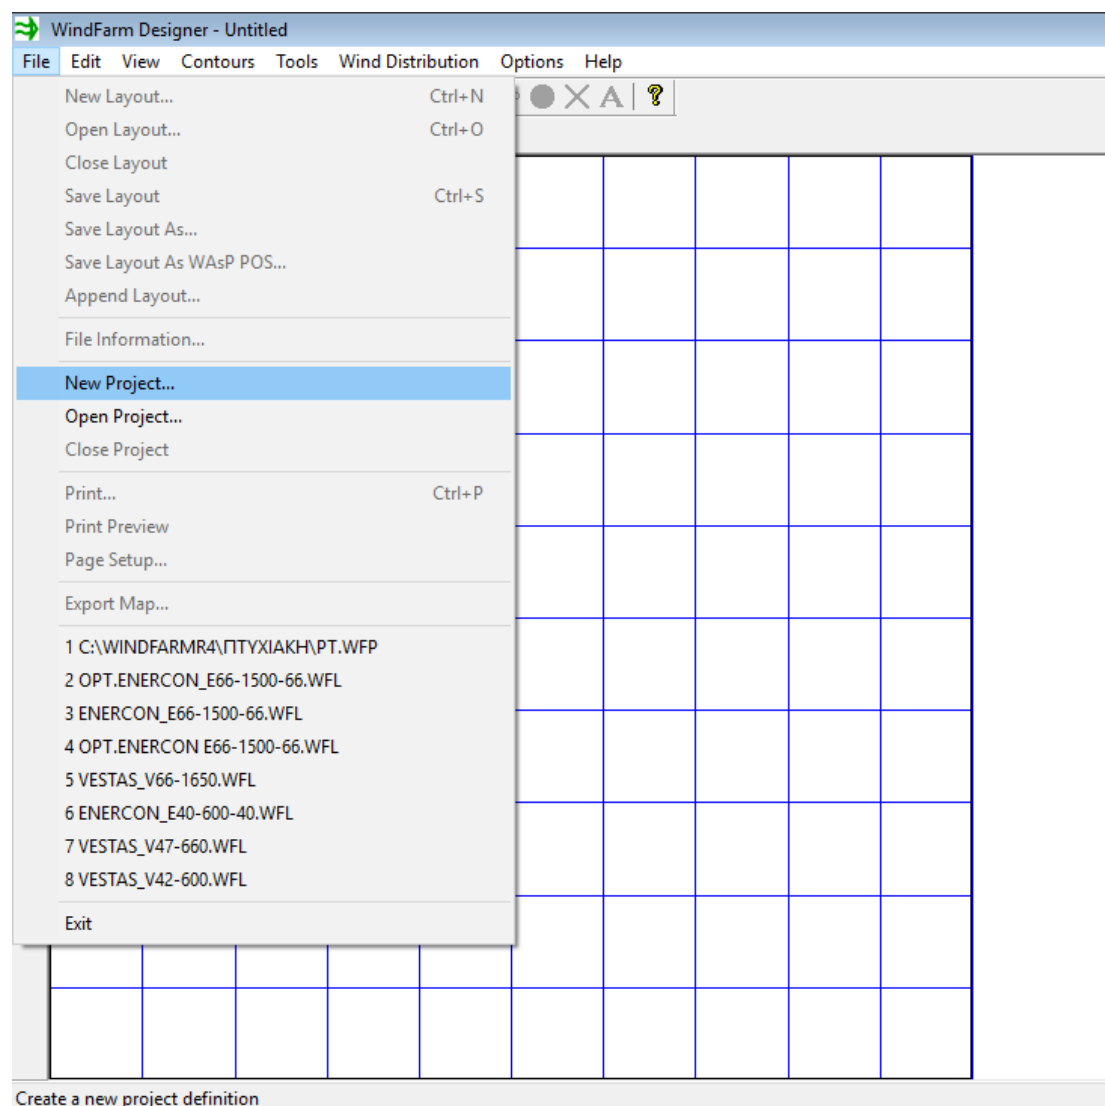 WindFarm Designer - Untitled
File Edit View Contours Tools Wind Distribution Options Help
New Layout... Ctrl+N
Open Layout... Ctrl+O
Close Layout
Save Layout Ctrl+S
Save Layout As...
Save Layout As WAsP POS...
Append Layout...
File Information...
New Project...
Open Project...
Close Project
Print... Ctrl+P
Print Preview
Page Setup...
Export Map...
1 C:\WINDFARMR4\ΠΤΥΧΙΑΚΗ\PT.WFP
2 OPT.ENERCON_E66-1500-66.WFL
3 ENERCON_E66-1500-66.WFL
4 OPT.ENERCON E66-1500-66.WFL
5 VESTAS_V66-1650.WFL
6 ENERCON_E40-600-40.WFL
7 VESTAS_V47-660.WFL
8 VESTAS_V42-600.WFL
Exit
Create a new project definition